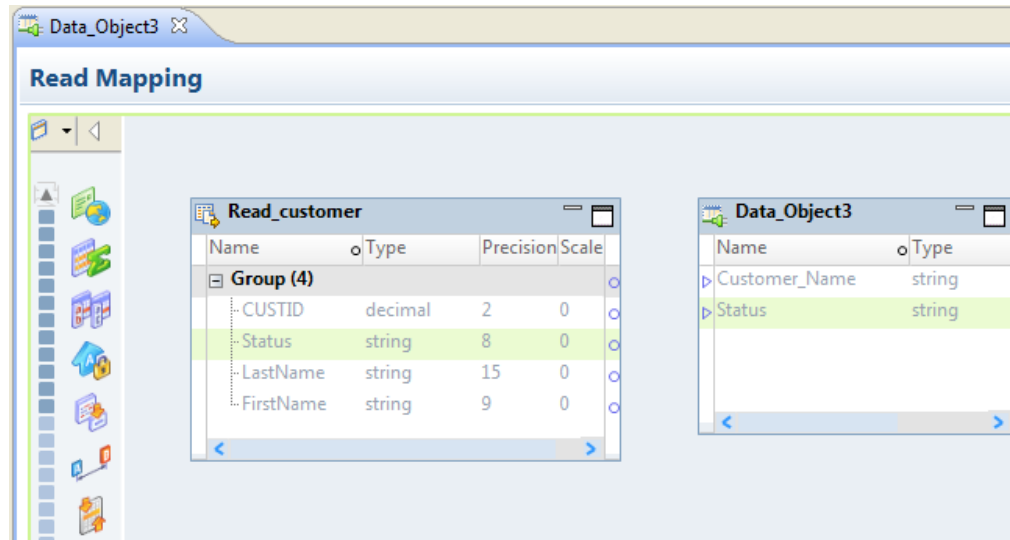 Data_Object3
Read Mapping
Read_customer
Name Type Precision Scale
Group (4)
CUSTID decimal 2 0
Status string 8 0
LastName string 15 0
FirstName string 9 0
Data_Object3
Name Type
Customer_Name string
Status string